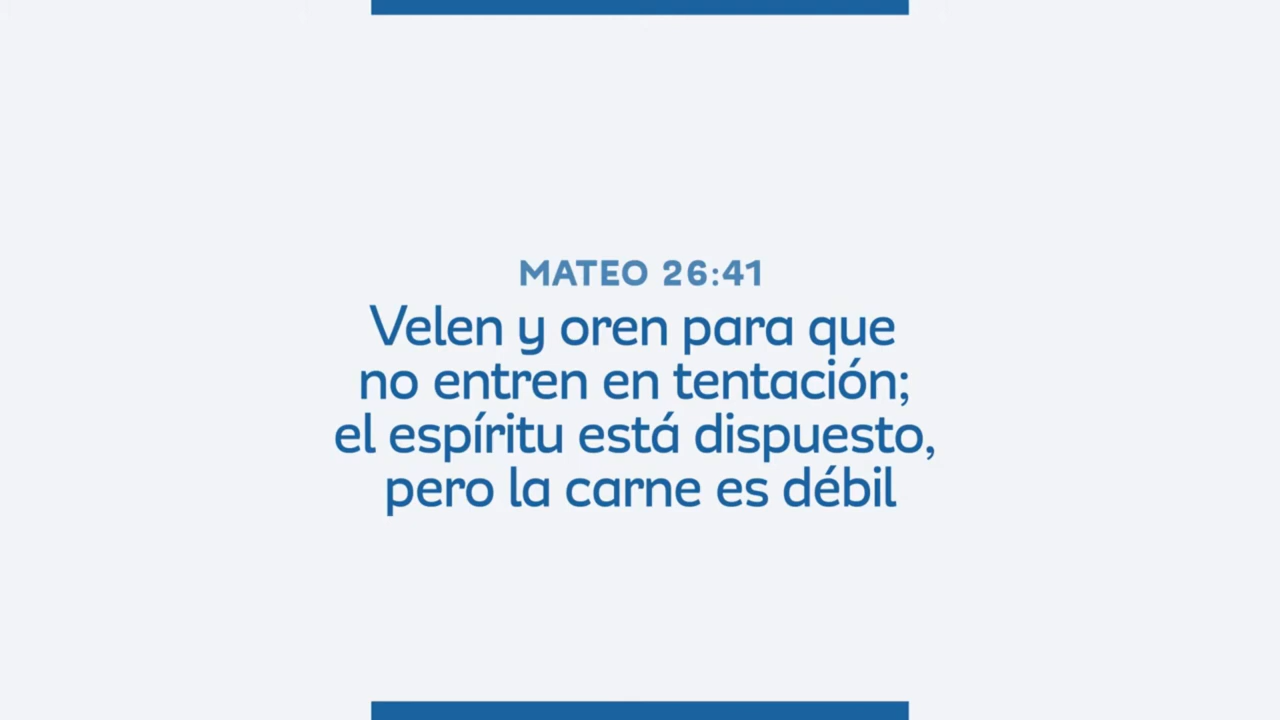 MATEO 26:41
Velen y oren para que
no entren en tentación;
el espíritu está dispuesto,
pero la carne es débil